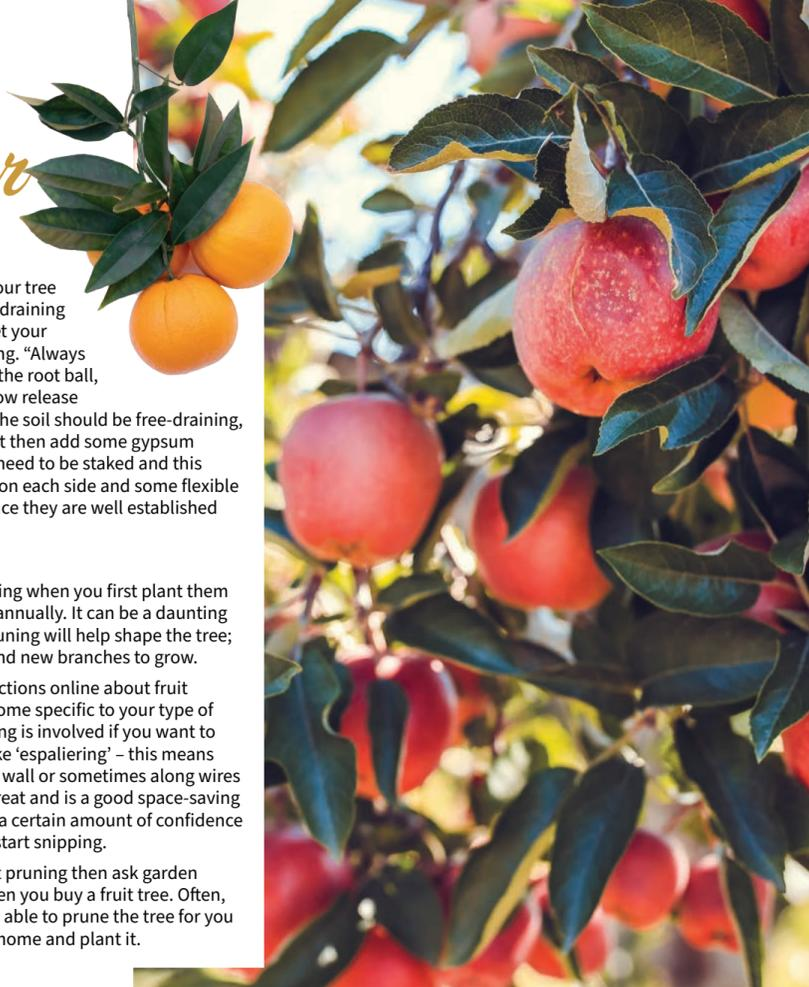 r
our tree
draining
et your
ng. “Always
the root ball,
ow release
he soil should be free-draining,
t then add some gypsum
need to be staked and this
on each side and some flexible
ce they are well established
ing when you first plant them
annually. It can be a daunting
uning will help shape the tree;
nd new branches to grow.
ctions online about fruit
ome specific to your type of
ng is involved if you want to
ke ‘espaliering’ – this means
wall or sometimes along wires
reat and is a good space-saving
a certain amount of confidence
start snipping.
t pruning then ask garden
en you buy a fruit tree. Often,
able to prune the tree for you
home and plant it.